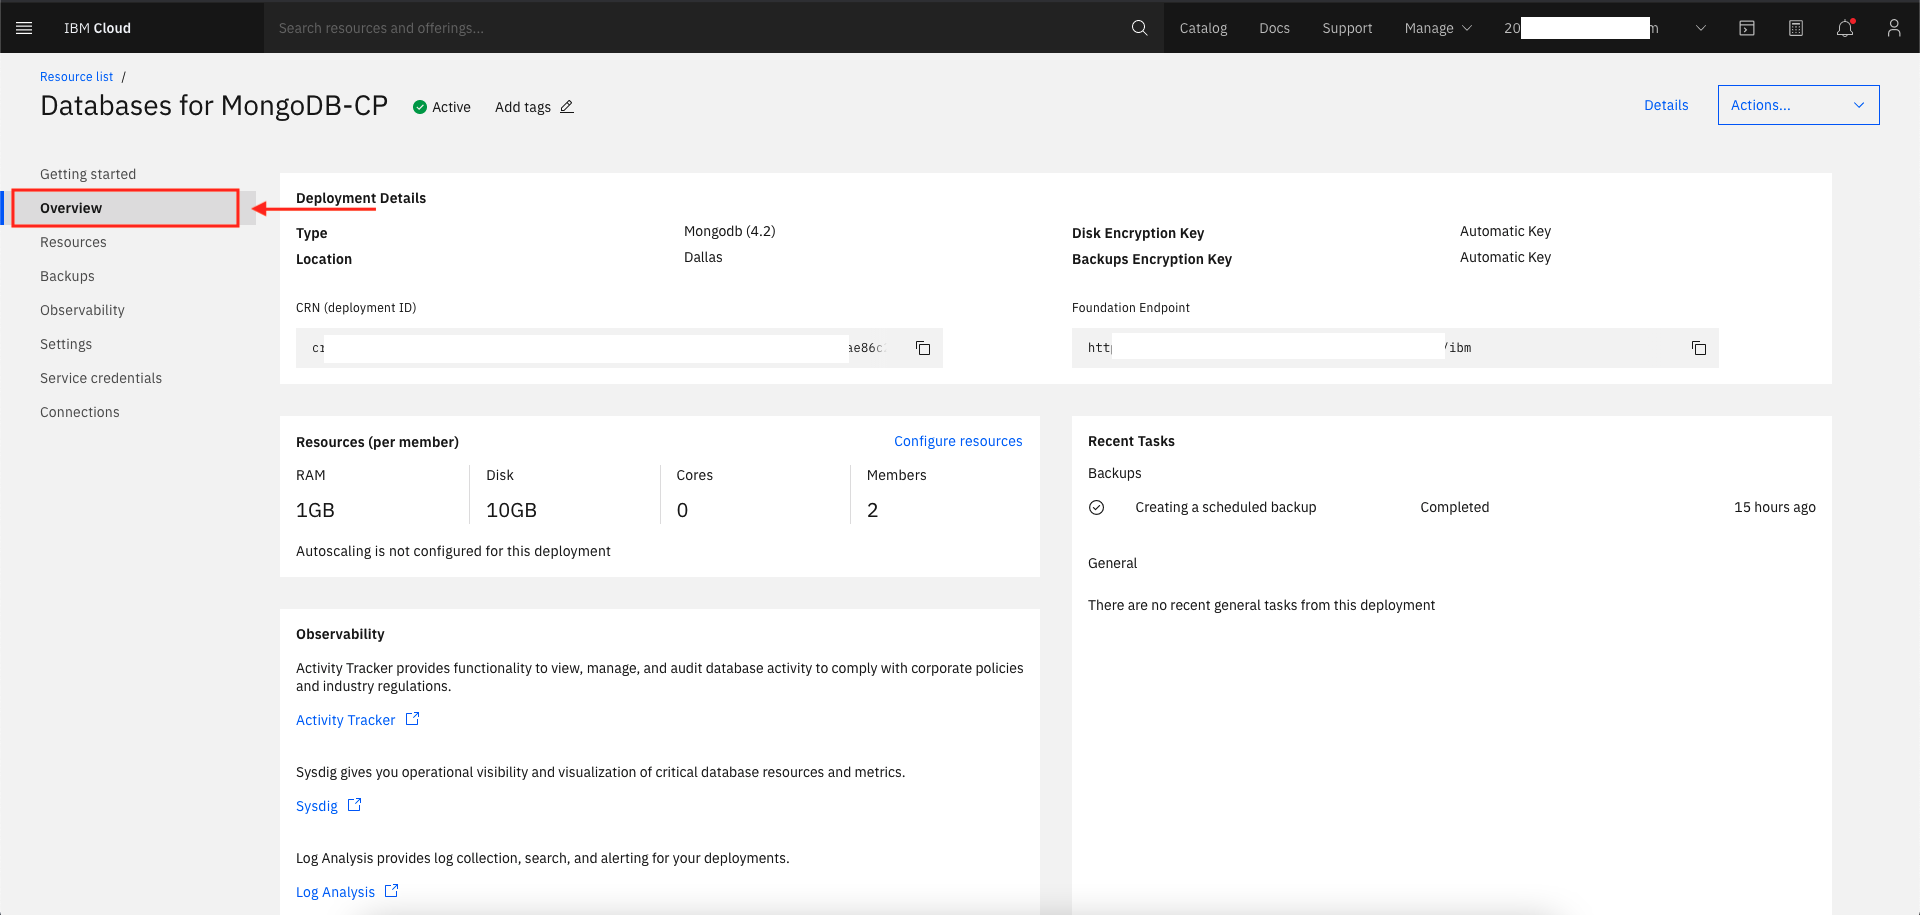 IBM Cloud
Search resources and offerings...
Catalog
Docs
Support
Manage
Resource list /
Databases for MongoDB-CP
Active
Add tags
Details
Actions...
Getting started
Overview
Resources
Backups
Observability
Settings
Service credentials
Connections
Deployment Details
Type
Mongodb (4.2)
Location
Dallas
Disk Encryption Key
Automatic Key
Backups Encryption Key
Automatic Key
CRN (deployment ID)
Foundation Endpoint
/ibm
Resources (per member)
Configure resources
RAM
1GB
Disk
10GB
Cores
0
Members
2
Autoscaling is not configured for this deployment
Recent Tasks
Backups
Creating a scheduled backup
Completed
15 hours ago
General
There are no recent general tasks from this deployment
Observability
Activity Tracker provides functionality to view, manage, and audit database activity to comply with corporate policies
and industry regulations.
Activity Tracker
Sysdig gives you operational visibility and visualization of critical database resources and metrics.
Sysdig
Log Analysis provides log collection, search, and alerting for your deployments.
Log Analysis